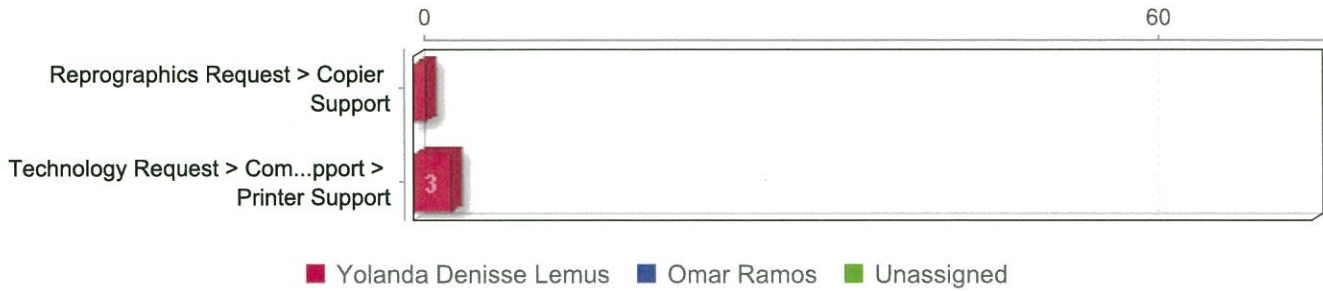 0 60
Reprographics Request > Copier
Support
Technology Request > Com...pport >
Printer Support
3
Yolanda Denisse Lemus Omar Ramos Unassigned